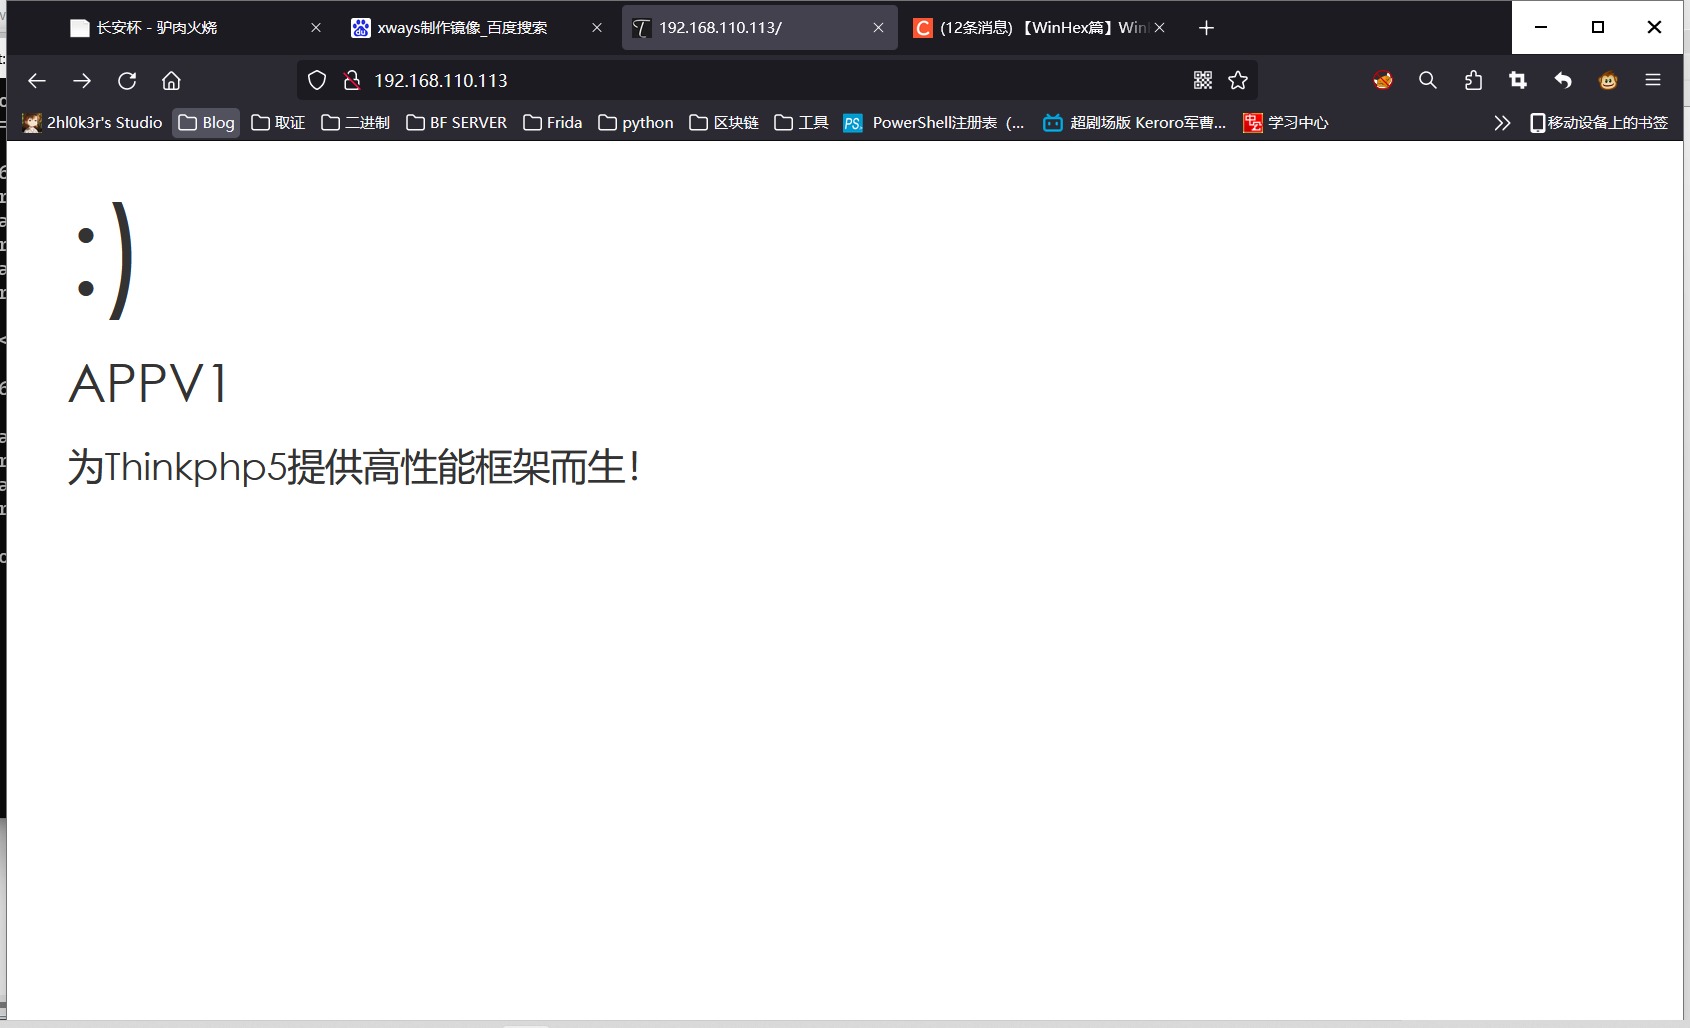 长安杯 - 驴肉火烧
xways制作镜像_百度搜索
192.168.110.113/
(12条消息) 【WinHex篇】Win
192.168.110.113
2hl0k3r's Studio
Blog
取证
二进制
BF SERVER
Frida
python
区块链
工具
PowerShell注册表（...
超剧场版 Keroro军曹...
学习中心
移动设备上的书签
:)
APPV1
为Thinkphp5提供高性能框架而生！